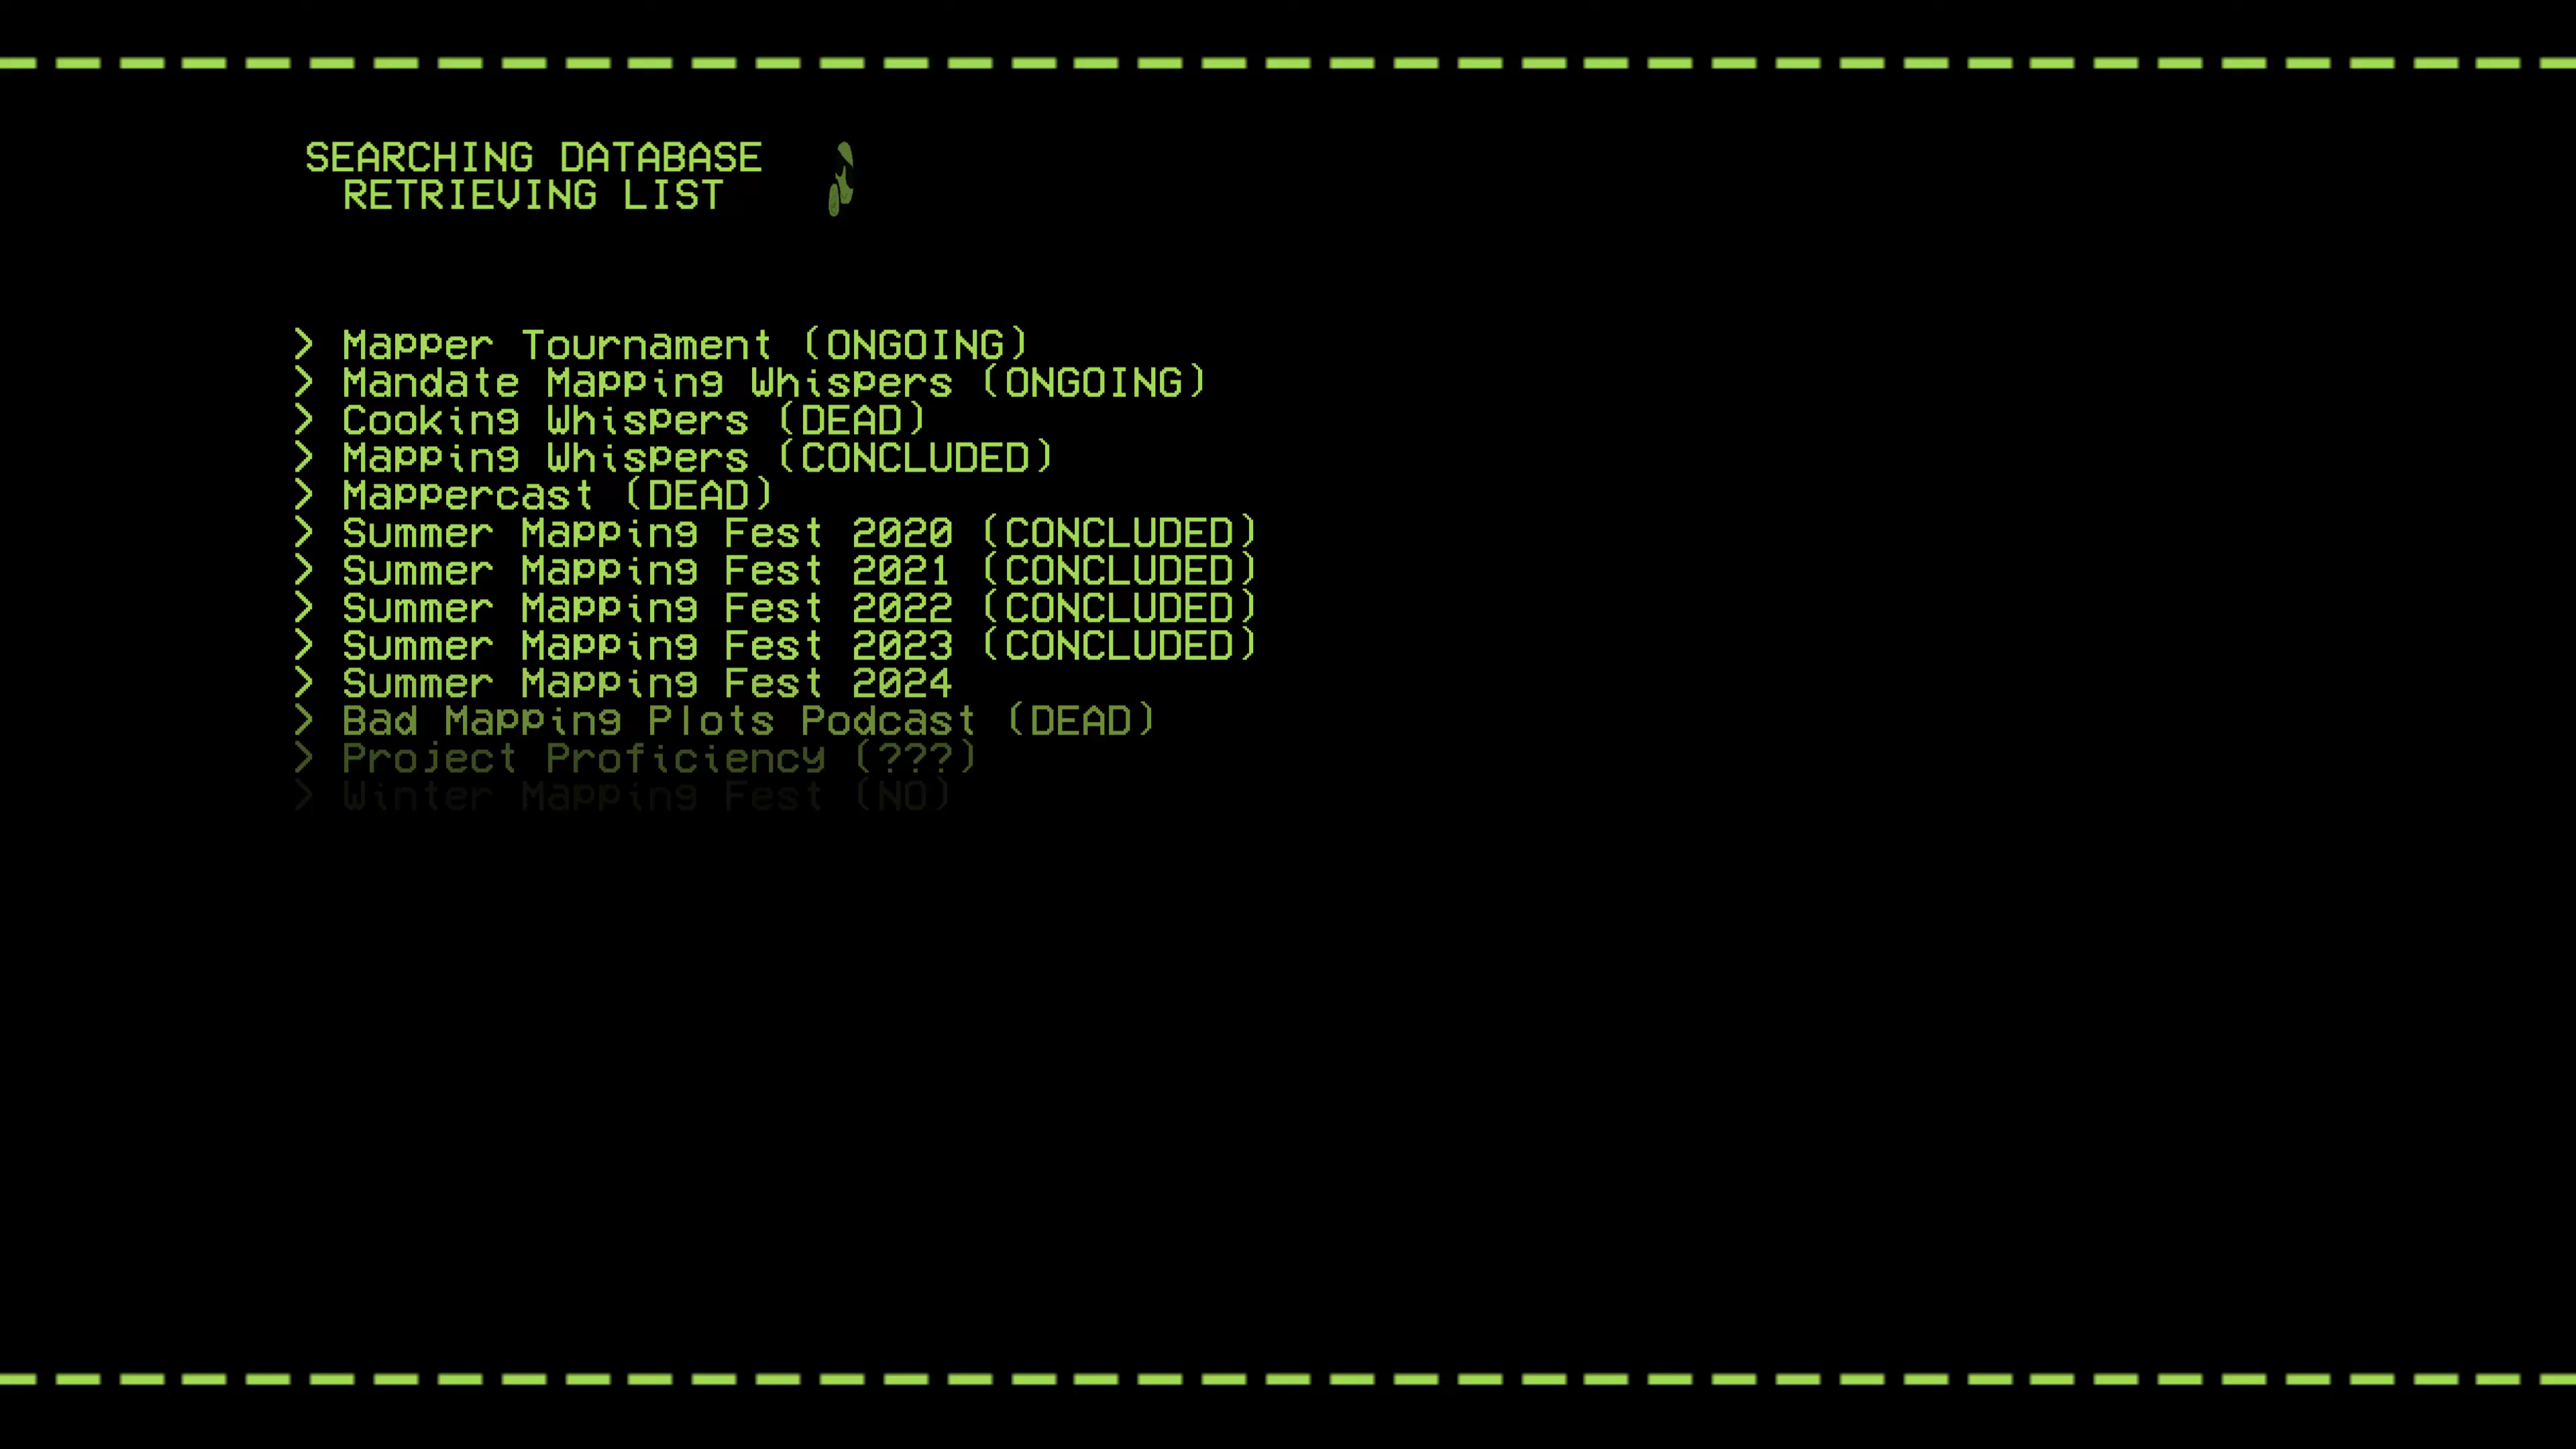 SEARCHING DATABASE
RETRIEVING LIST
> Mapper Tournament (ONGOING)
> Mandate Mapping Whispers (ONGOING)
> Cooking Whispers (DEAD)
> Mapping Whispers (CONCLUDED)
> Mappercast (DEAD)
> Summer Mapping Fest 2020 (CONCLUDED)
> Summer Mapping Fest 2021 (CONCLUDED)
> Summer Mapping Fest 2022 (CONCLUDED)
> Summer Mapping Fest 2023 (CONCLUDED)
> Summer Mapping Fest 2024
> Bad Mapping Plots Podcast (DEAD)
> Project Proficiency (???)
> Winter Mapping Fest (NO)